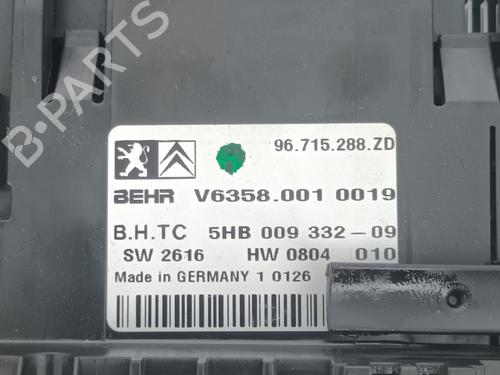 B-PARTS
96.715.288.ZD
BEHR V6358.001 0019
B.H.TC 5HB 009 332-09
SW 2616 HW 0804 010
Made in GERMANY 1 0126